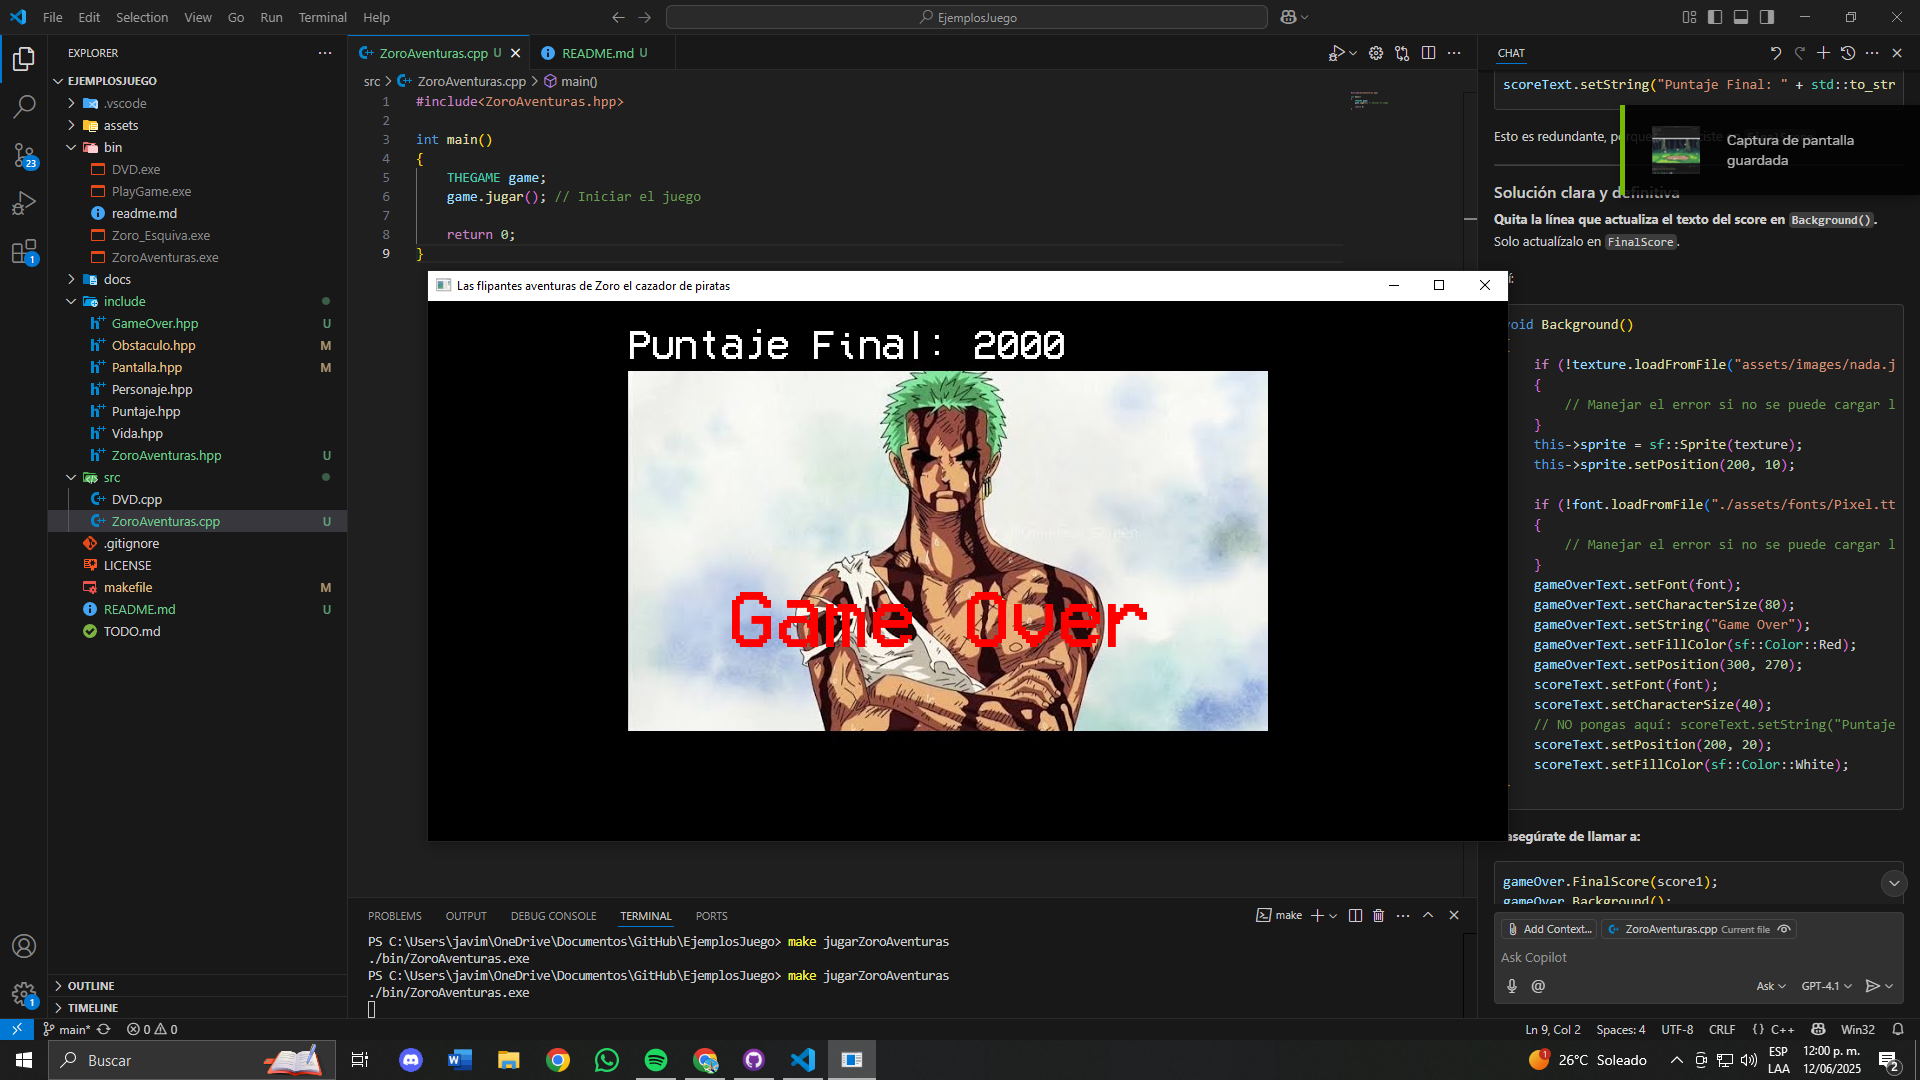 File Edit Selection View Go Run Terminal Help
EjemplosJuego
EXPLORER
EJEMPLOSJUEGO
.vscode
assets
bin
DVD.exe
PlayGame.exe
readme.md
Zoro_Esquiva.exe
ZoroAventuras.exe
docs
include
GameOver.hpp U
Obstaculo.hpp M
Pantalla.hpp M
Personaje.hpp
Puntaje.hpp
Vida.hpp
ZoroAventuras.hpp U
src
DVD.cpp
ZoroAventuras.cpp U
.gitignore
LICENSE
makefile M
README.md U
TODO.md
OUTLINE
TIMELINE
ZoroAventuras.cpp U
README.md U
src > ZoroAventuras.cpp > main()
1 #include<ZoroAventuras.hpp>
2
3 int main()
4 {
5 THEGAME game;
6 game.jugar(); // Iniciar el juego
7
8 return 0;
9 }
Las flipantes aventuras de Zoro el cazador de piratas
Puntaje Final: 2000
Game Over
PROBLEMS OUTPUT DEBUG CONSOLE TERMINAL PORTS
make
PS C:\Users\javim\OneDrive\Documentos\GitHub\EjemplosJuego> make jugarZoroAventuras
./bin/ZoroAventuras.exe
PS C:\Users\javim\OneDrive\Documentos\GitHub\EjemplosJuego> make jugarZoroAventuras
./bin/ZoroAventuras.exe
CHAT
scoreText.setString("Puntaje Final: " + std::to_str
Esto es redundante,
Captura de pantalla
guardada
Solución clara y definitiva
Quita la línea que actualiza el texto del score en Background().
Solo actualízalo en FinalScore.
void Background()
if (!texture.loadFromFile("assets/images/nada.j
{
// Manejar el error si no se puede cargar l
}
this->sprite = sf::Sprite(texture);
this->sprite.setPosition(200, 10);
if (!font.loadFromFile("./assets/fonts/Pixel.tt
{
// Manejar el error si no se puede cargar l
}
gameOverText.setFont(font);
gameOverText.setCharacterSize(80);
gameOverText.setString("Game Over");
gameOverText.setFillColor(sf::Color::Red);
gameOverText.setPosition(300, 270);
scoreText.setFont(font);
scoreText.setCharacterSize(40);
// NO pongas aquí: scoreText.setString("Puntaje
scoreText.setPosition(200, 20);
scoreText.setFillColor(sf::Color::White);
asegúrate de llamar a:
gameOver.FinalScore(score1);
gameOver.Background();
Add Context... ZoroAventuras.cpp Current file
Ask Copilot
Ask GPT-4.1
main* 0 0
Ln 9, Col 2 Spaces: 4 UTF-8 CRLF {} C++ Win32
23
1
1
Buscar
26°C Soleado
ESP
LAA
12:00 p. m.
12/06/2025
2